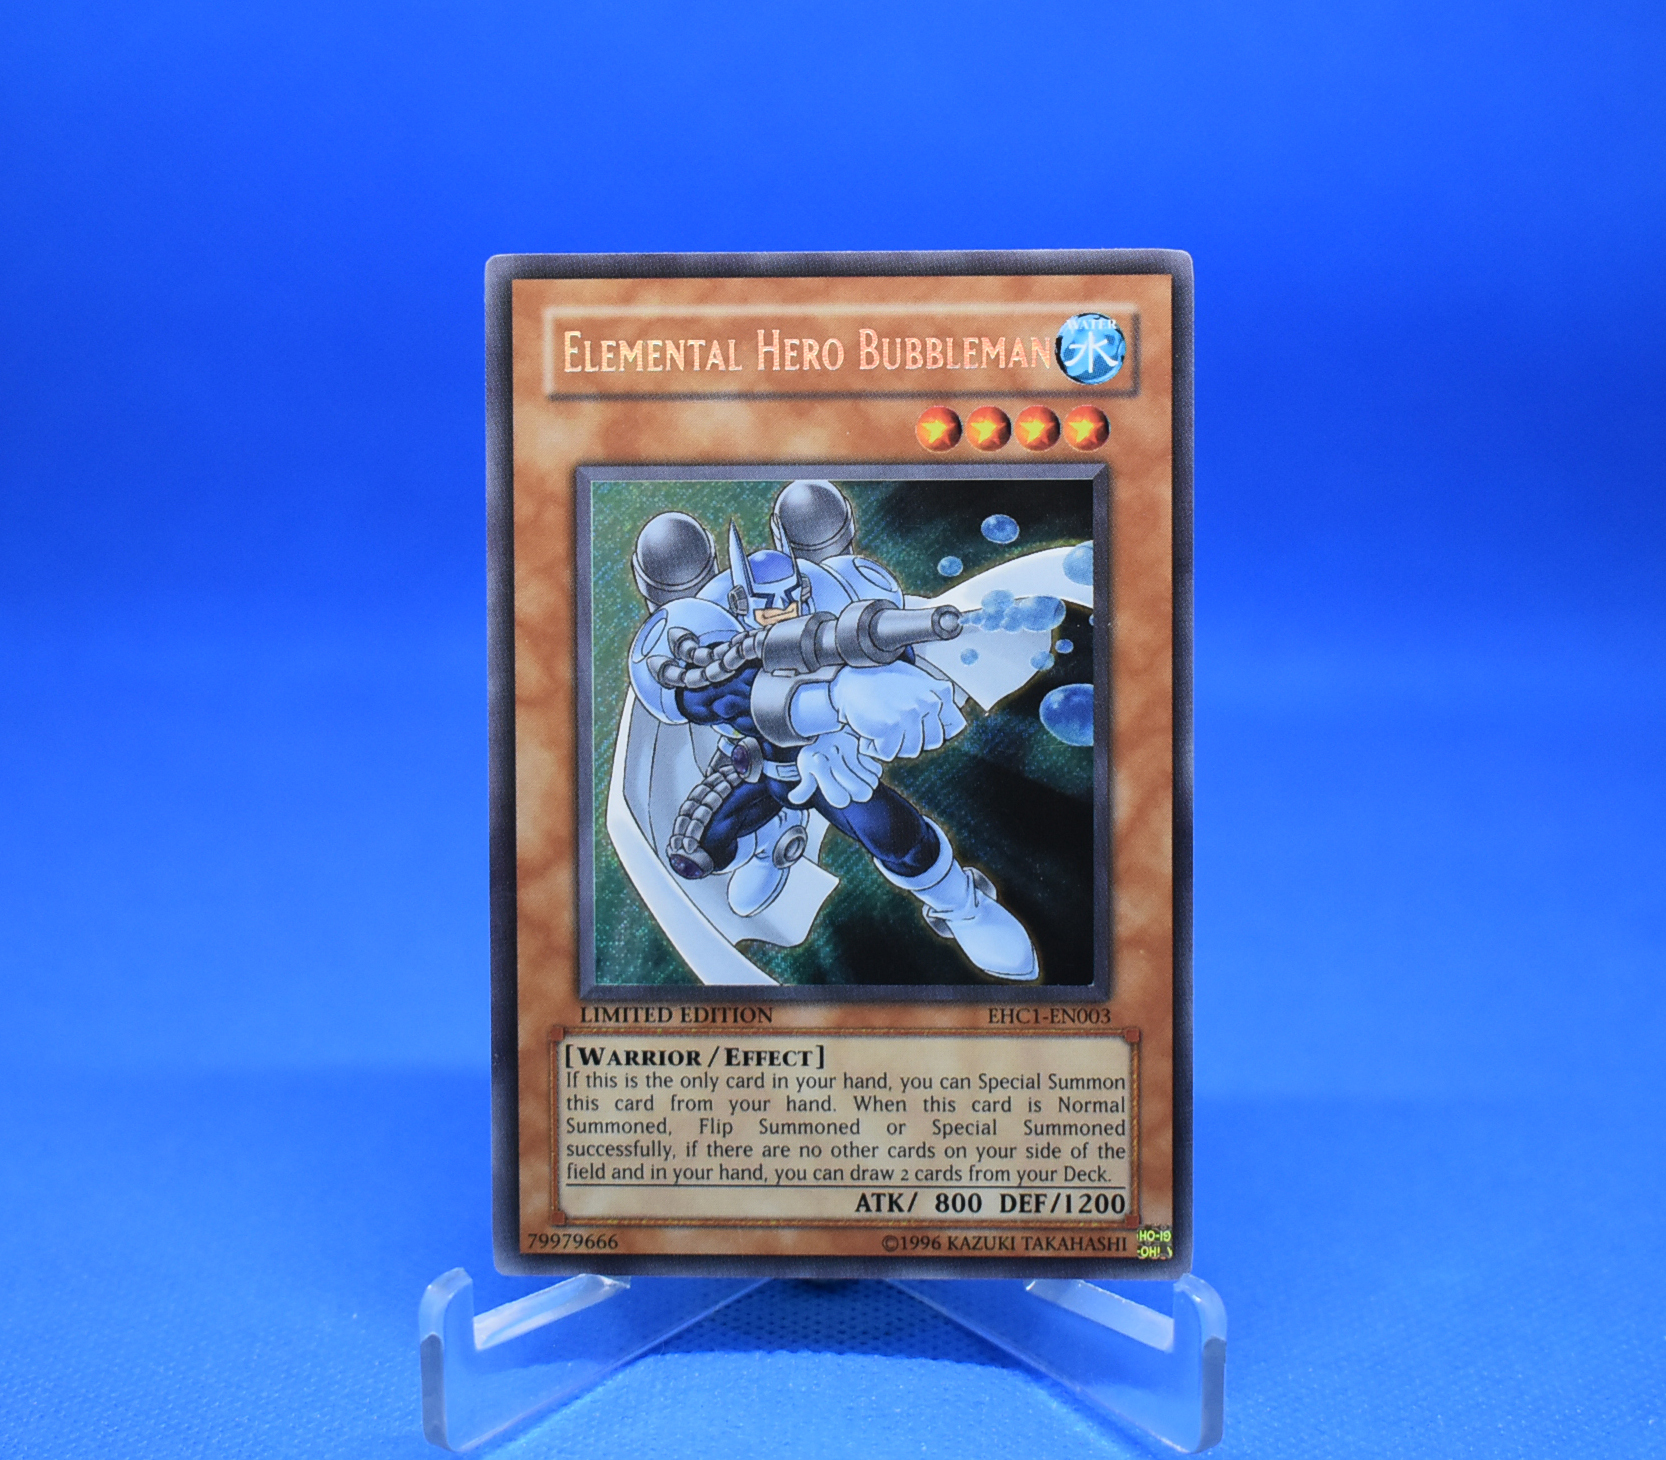 Elemental Hero Bubbleman
WATER
水
LIMITED EDITION EHC1-EN003
[Warrior / Effect]
If this is the only card in your hand, you can Special Summon
this card from your hand. When this card is Normal
Summoned, Flip Summoned or Special Summoned
successfully, if there are no other cards on your side of the
field and in your hand, you can draw 2 cards from your Deck.
ATK/ 800 DEF/1200
79979666 ©1996 KAZUKI TAKAHASHI